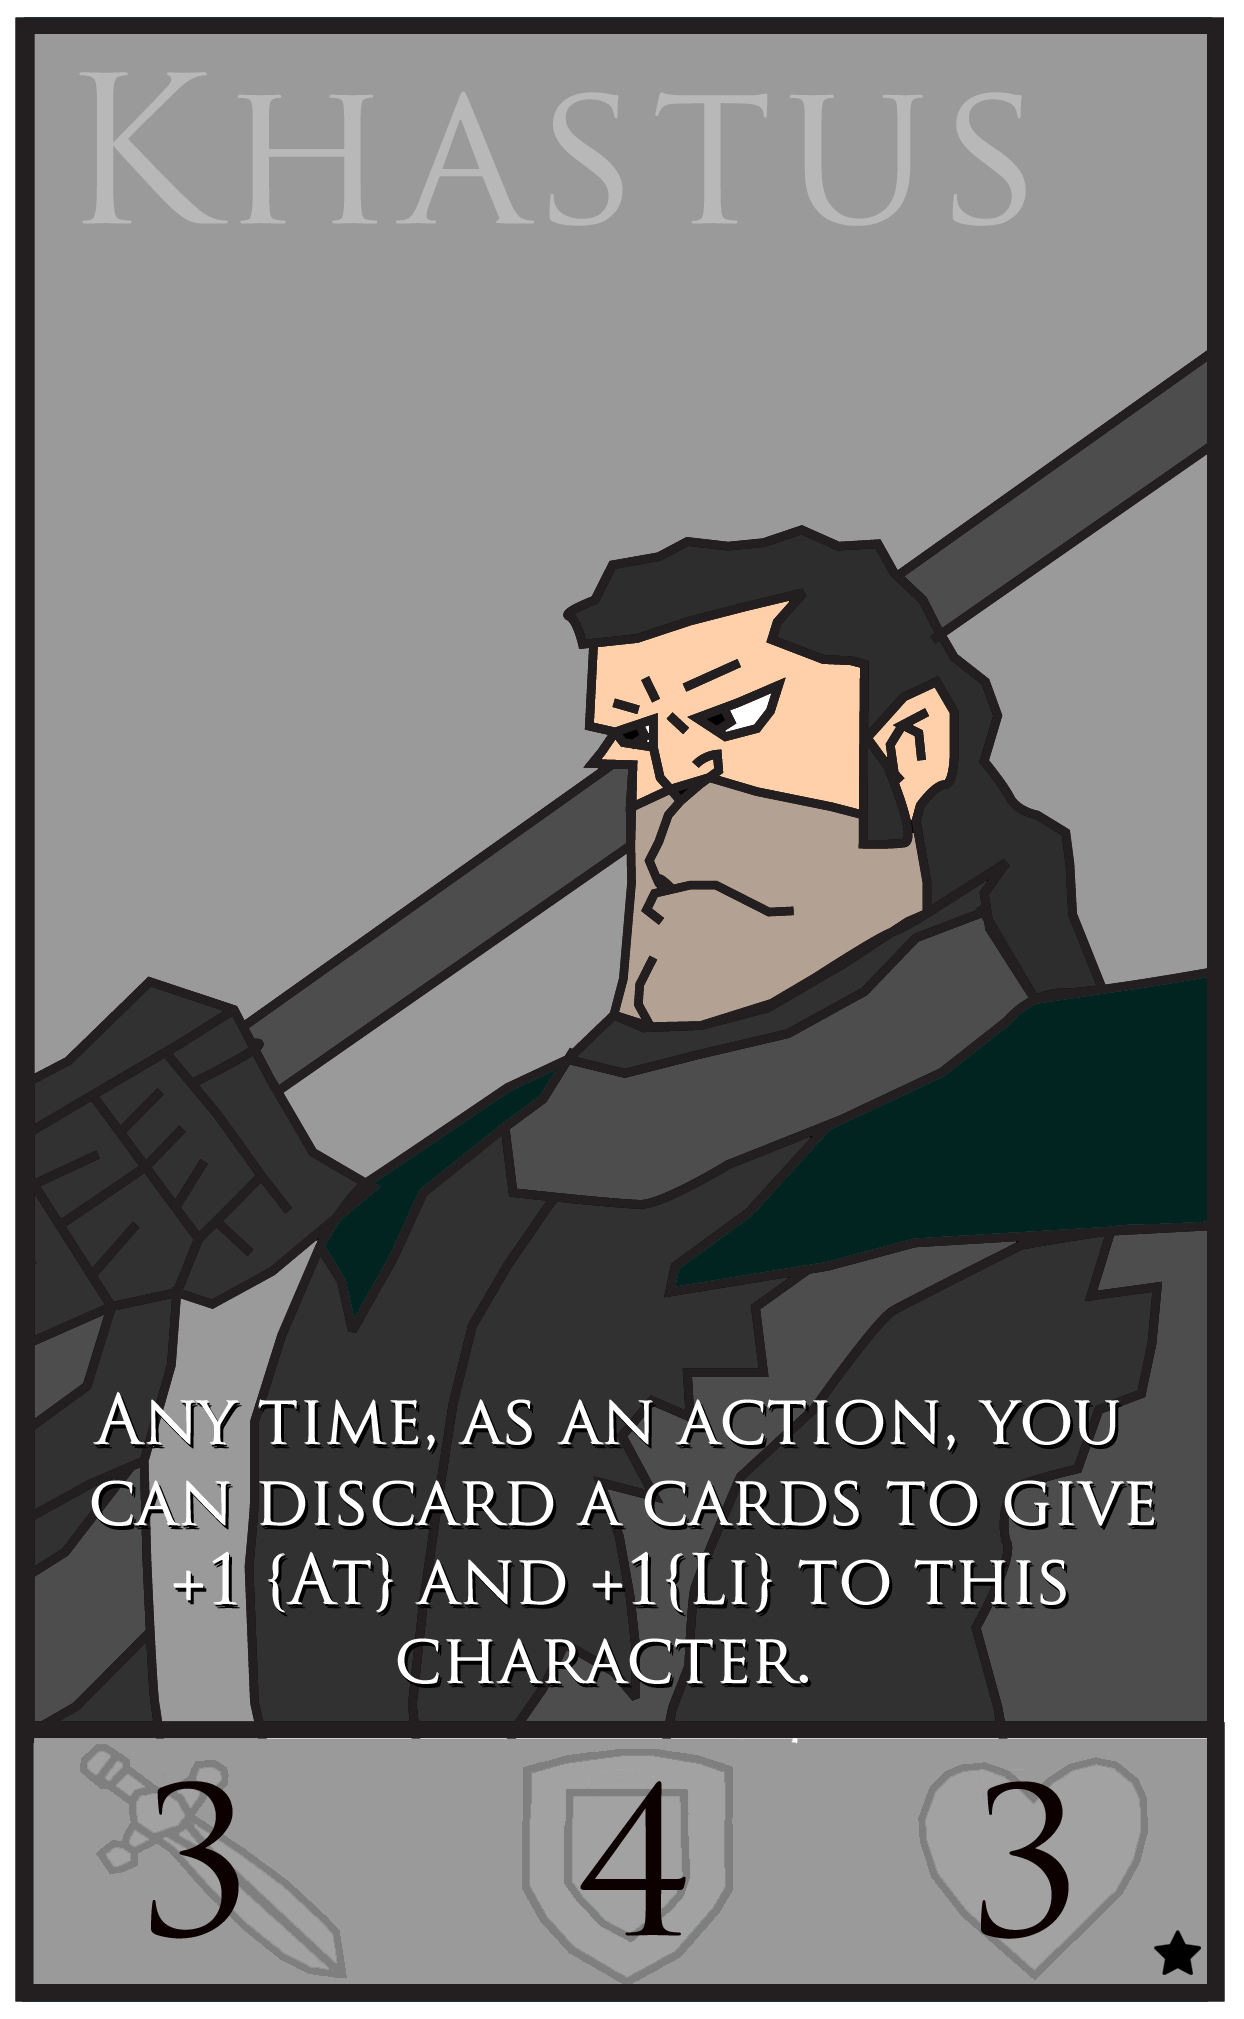 Khastus
Any time, as an action, you
can discard a cards to give
+1 {At} and +1{Li} to this
character.
3 4 3